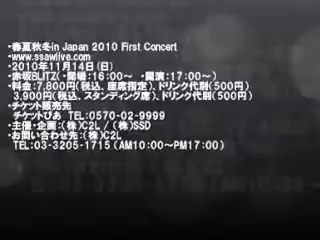 ・春夏秋冬in Japan 2010 First Concert
・www.ssawlive.com
・2010年11月14日(日)
・赤坂BLITZ(・開場:16:00~ ・開演:17:00~)
・料金:7,800円(税込、座席指定)、ドリンク代別(500円)
3,900円(税込、スタンディング席)、ドリンク代別(500円)
・チケット販売先
チケットぴあ TEL:0570-02-9999
・主催・企画:(株)C2L / (株)SSD
・お問い合わせ先:(株)C2L
TEL:03-3205-1715 (AM10:00~PM17:00)